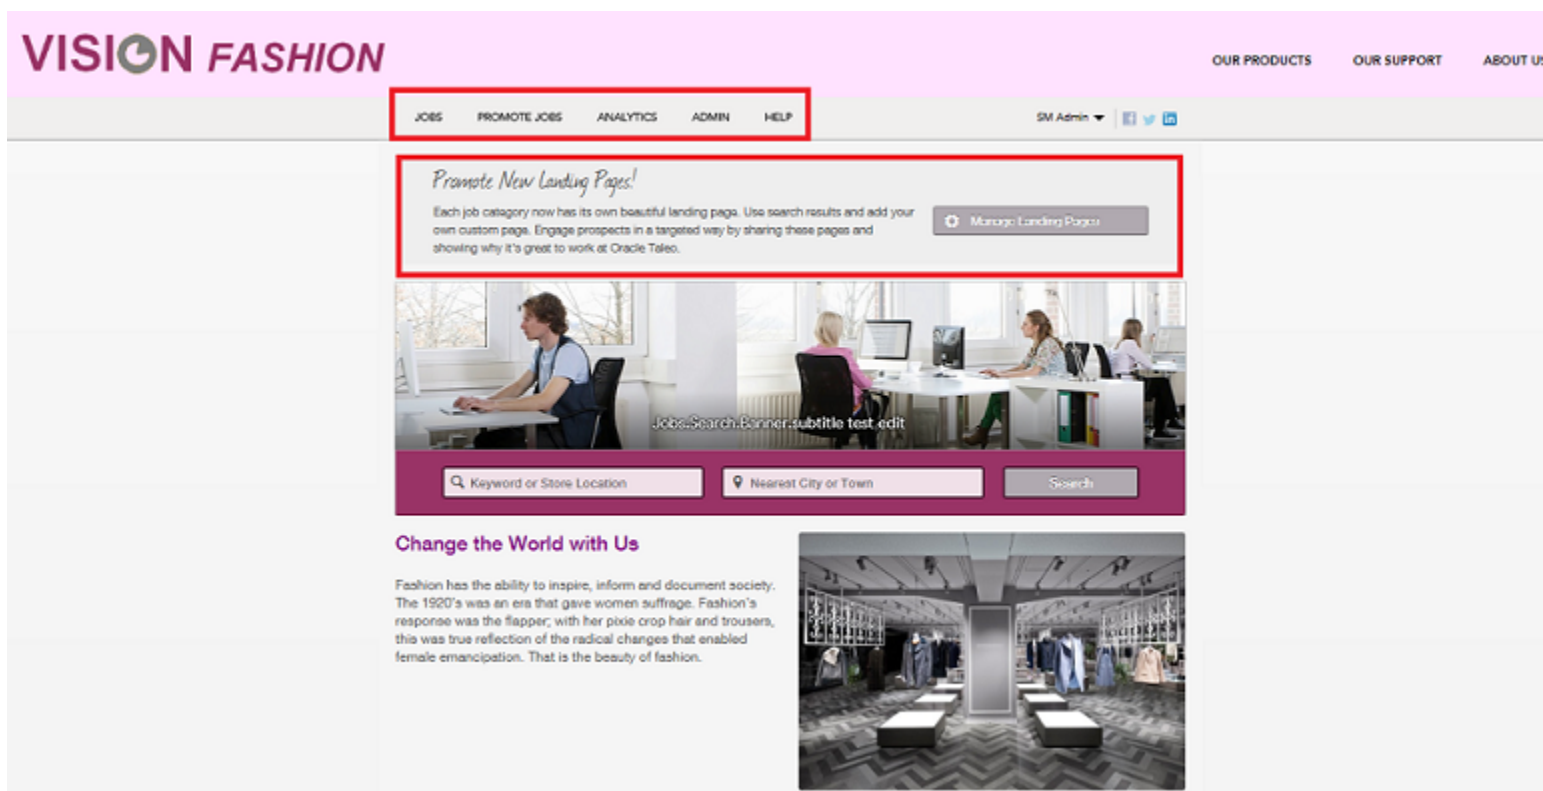 VISION FASHION
OUR PRODUCTS OUR SUPPORT ABOUT US
JOBS PROMOTE JOBS ANALYTICS ADMIN HELP SM Admin
Promote New Landing Pages!
Each job category now has its own beautiful landing page. Use search results and add your
own custom page. Engage prospects in a targeted way by sharing these pages and
showing why it's great to work at Oracle Taleo.
Manage Landing Pages
Jobs.Search.Banner.subtitle test edit
Keyword or Store Location
Nearest City or Town
Search
Change the World with Us
Fashion has the ability to inspire, inform and document society.
The 1920's was an era that gave women suffrage. Fashion's
response was the flapper; with her pixie crop hair and trousers,
this was true reflection of the radical changes that enabled
female emancipation. That is the beauty of fashion.